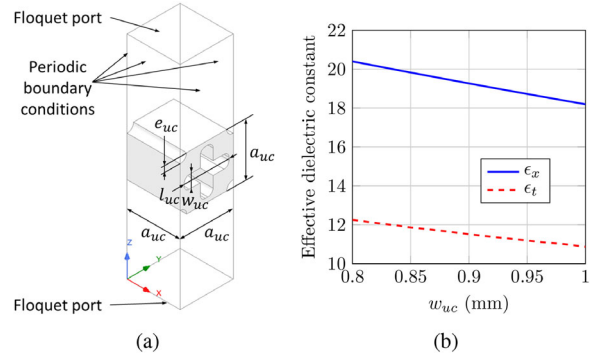 Floquet port
Periodic
boundary
conditions
e_uc
a_uc
l_uc
w_uc
a_uc
a_uc
Z
Y
X
Floquet port
(a)
Effective dielectric constant
22
20
18
16
14
12
10
ϵ_x
ϵ_t
0.8
0.85
0.9
0.95
1
w_uc (mm)
(b)